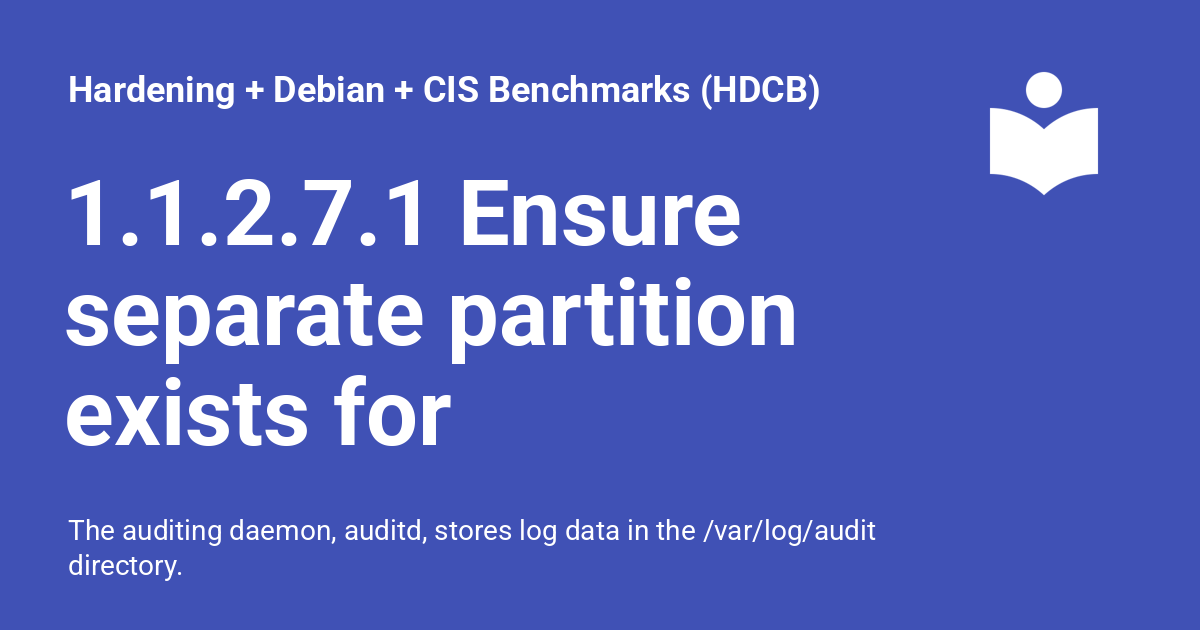 Hardening + Debian + CIS Benchmarks (HDCB)
1.1.2.7.1 Ensure
separate partition
exists for
The auditing daemon, auditd, stores log data in the /var/log/audit
directory.